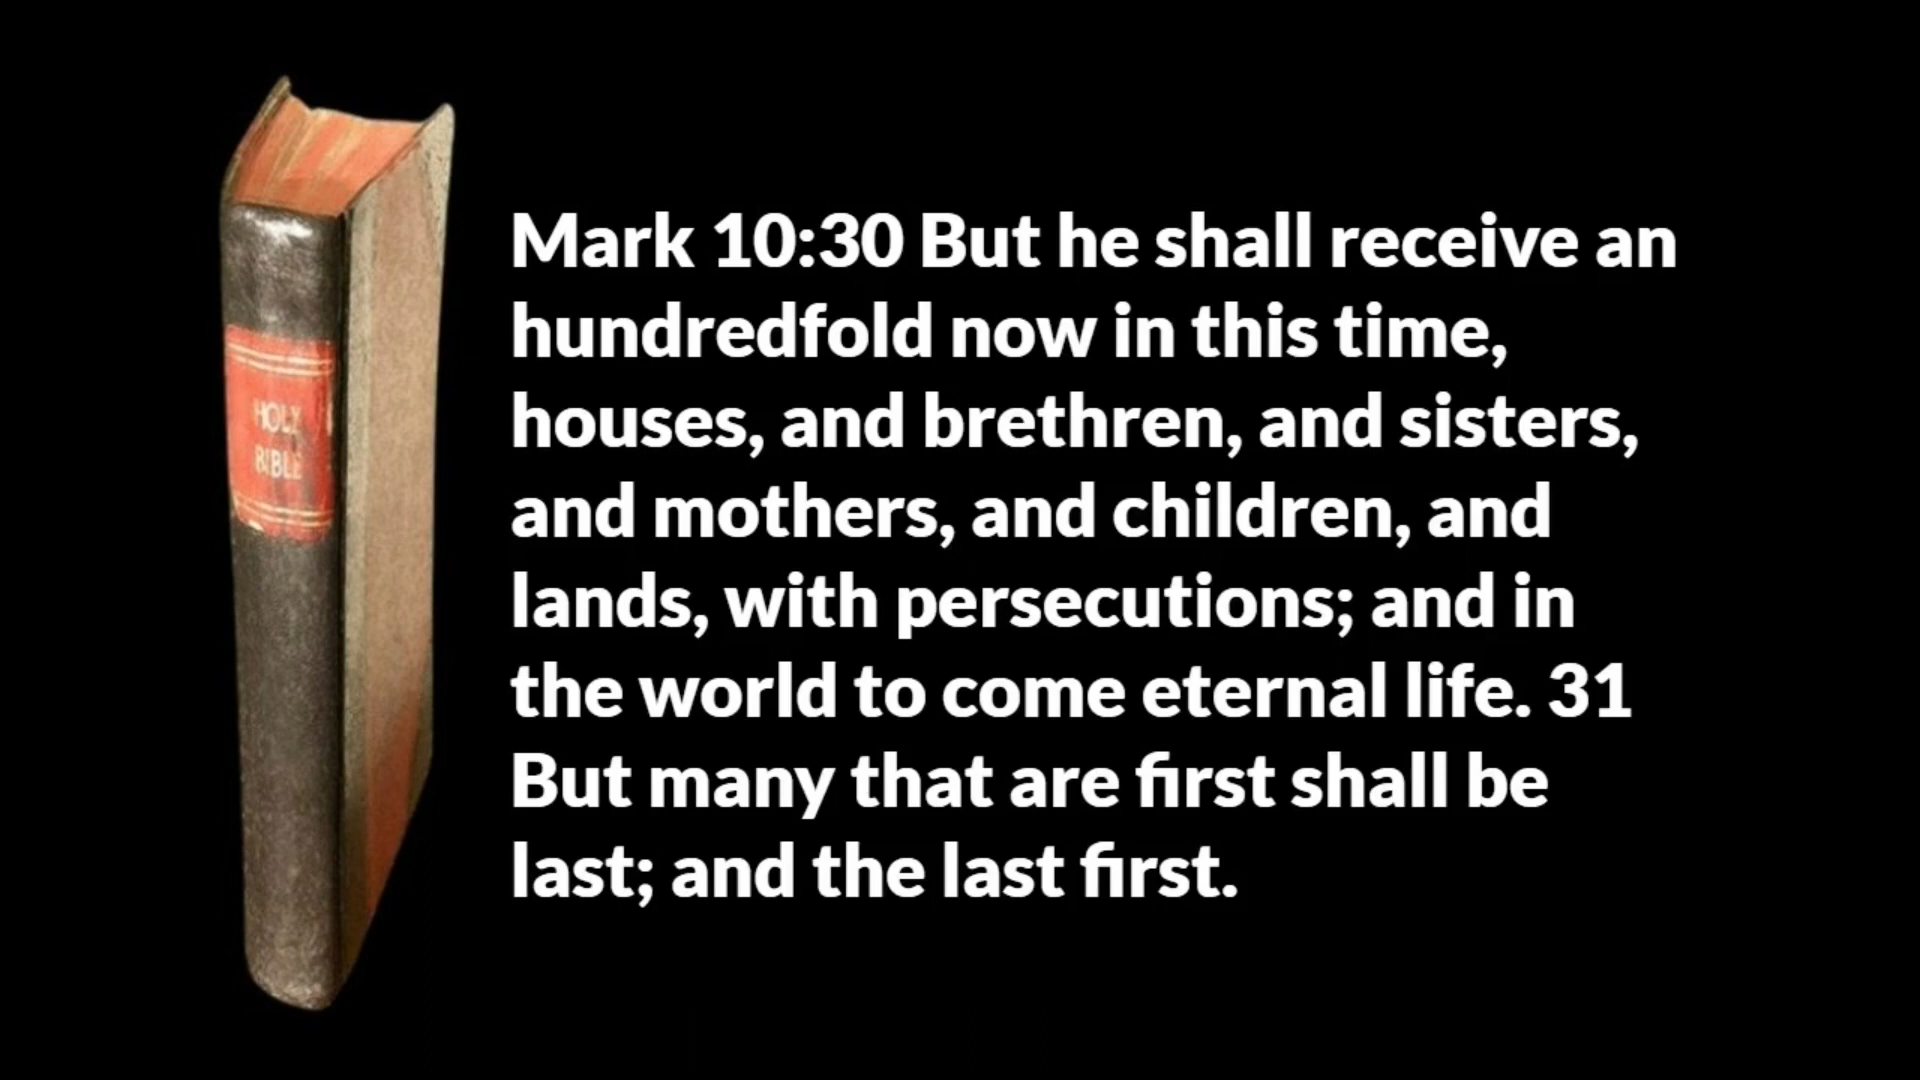 HOLY
BIBLE
Mark 10:30 But he shall receive an
hundredfold now in this time,
houses, and brethren, and sisters,
and mothers, and children, and
lands, with persecutions; and in
the world to come eternal life. 31
But many that are first shall be
last; and the last first.